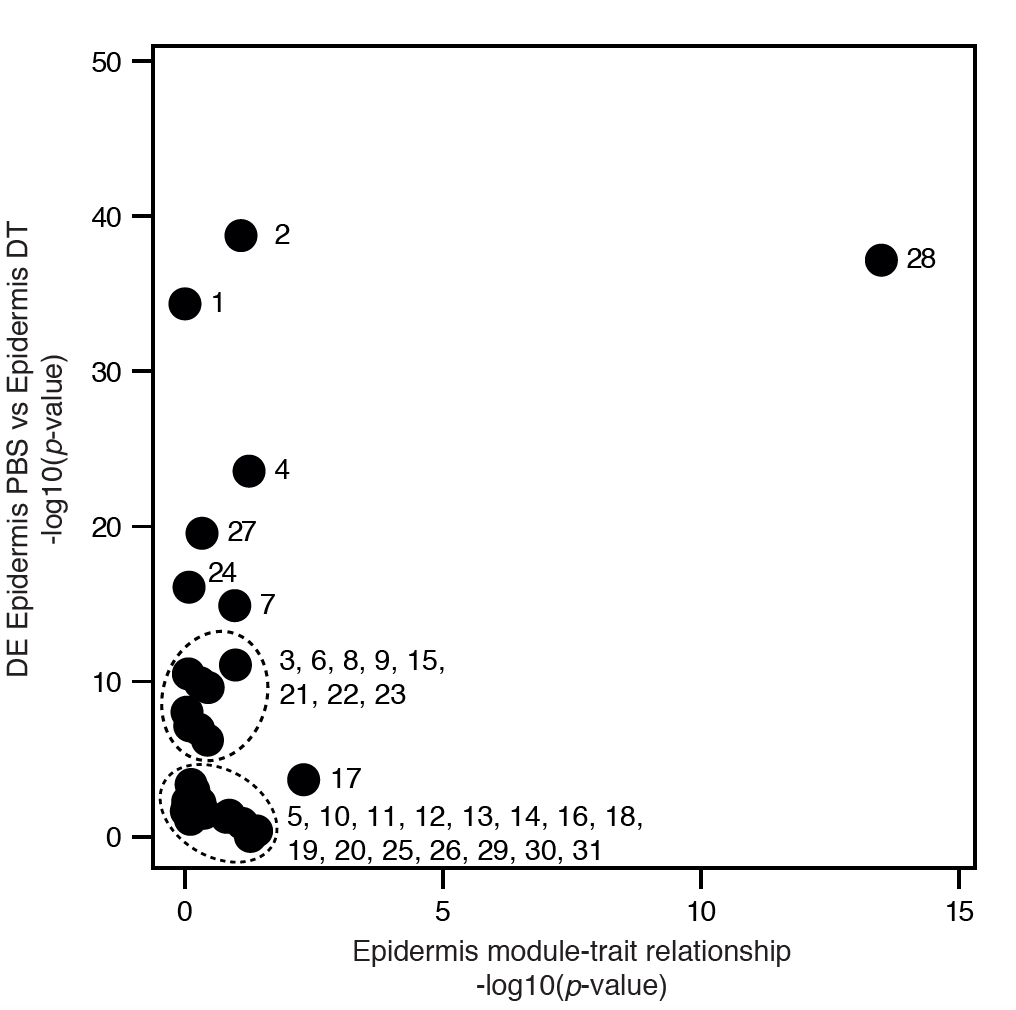 DE Epidermis PBS vs Epidermis DT
-log10(p-value)
50
40
30
20
10
0
2
28
1
4
27
24
7
3, 6, 8, 9, 15,
21, 22, 23
17
5, 10, 11, 12, 13, 14, 16, 18,
19, 20, 25, 26, 29, 30, 31
0
5
10
15
Epidermis module-trait relationship
-log10(p-value)